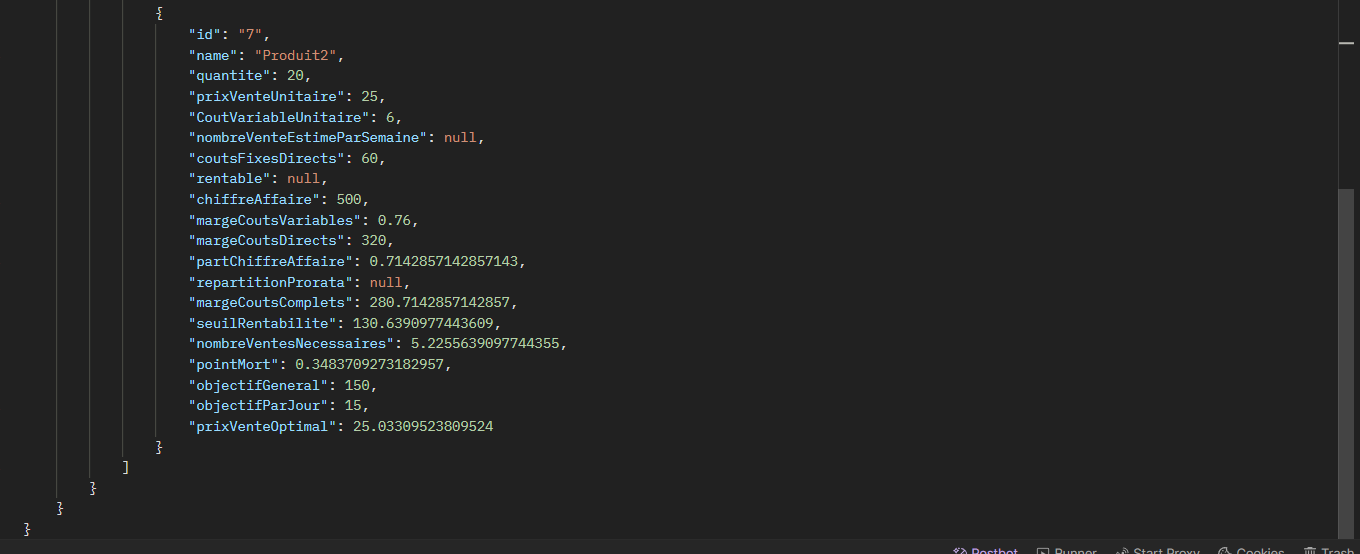 {
"id": "7",
"name": "Produit2",
"quantite": 20,
"prixVenteUnitaire": 25,
"CoutVariableUnitaire": 6,
"nombreVenteEstimeParSemaine": null,
"coutsFixesDirects": 60,
"rentable": null,
"chiffreAffaire": 500,
"margeCoutsVariables": 0.76,
"margeCoutsDirects": 320,
"partChiffreAffaire": 0.7142857142857143,
"repartitionProrata": null,
"margeCoutsComplets": 280.7142857142857,
"seuilRentabilite": 130.6390977443609,
"nombreVentesNecessaires": 5.2255639097744355,
"pointMort": 0.3483709273182957,
"objectifGeneral": 150,
"objectifParJour": 15,
"prixVenteOptimal": 25.03309523809524
}
]
}
}
}
Postbot Runner Start Proxy Cookies Trash